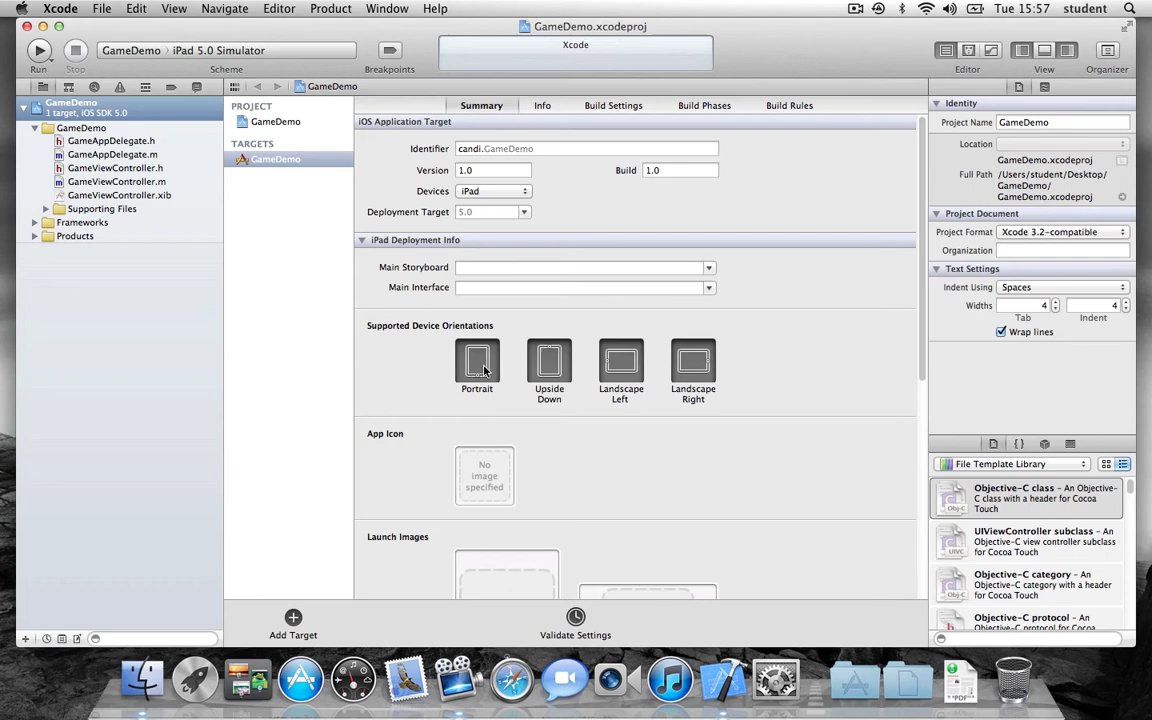 Xcode File Edit View Navigate Editor Product Window Help Tue 15:57 student
GameDemo.xcodeproj
GameDemo iPad 5.0 Simulator
Xcode
Run Stop Scheme Breakpoints Editor View Organizer
GameDemo
1 target, iOS SDK 5.0
GameDemo
GameAppDelegate.h
GameAppDelegate.m
GameViewController.h
GameViewController.m
GameViewController.xib
Supporting Files
Frameworks
Products
GameDemo
PROJECT
GameDemo
TARGETS
GameDemo
Summary Info Build Settings Build Phases Build Rules
iOS Application Target
Identifier candi.GameDemo
Version 1.0 Build 1.0
Devices iPad
Deployment Target 5.0
iPad Deployment Info
Main Storyboard
Main Interface
Supported Device Orientations
Portrait
Upside
Down
Landscape
Left
Landscape
Right
App Icon
No
image
specified
Launch Images
Add Target
Validate Settings
Identity
Project Name GameDemo
Location
GameDemo.xcodeproj
Full Path /Users/student/Desktop/
GameDemo/
GameDemo.xcodeproj
Project Document
Project Format Xcode 3.2-compatible
Organization
Text Settings
Indent Using Spaces
Widths 4 4
Tab Indent
Wrap lines
{}
File Template Library
Objective-C class – An Objective-
C class with a header for Cocoa
Touch
UIViewController subclass – An
Objective-C view controller subclass
for Cocoa Touch
Objective-C category – An
Objective-C category with a header
for Cocoa Touch
Objective-C protocol – An
Objective-C protocol for Cocoa